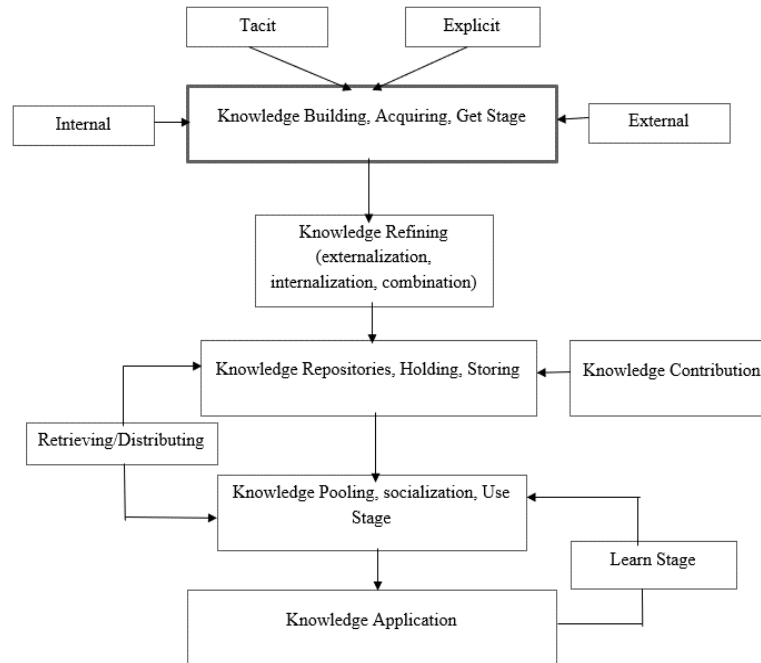 Tacit
Explicit
Internal
Knowledge Building, Acquiring, Get Stage
External
Knowledge Refining
(externalization,
internalization, combination)
Knowledge Repositories, Holding, Storing
Knowledge Contribution
Retrieving/Distributing
Knowledge Pooling, socialization, Use
Stage
Learn Stage
Knowledge Application